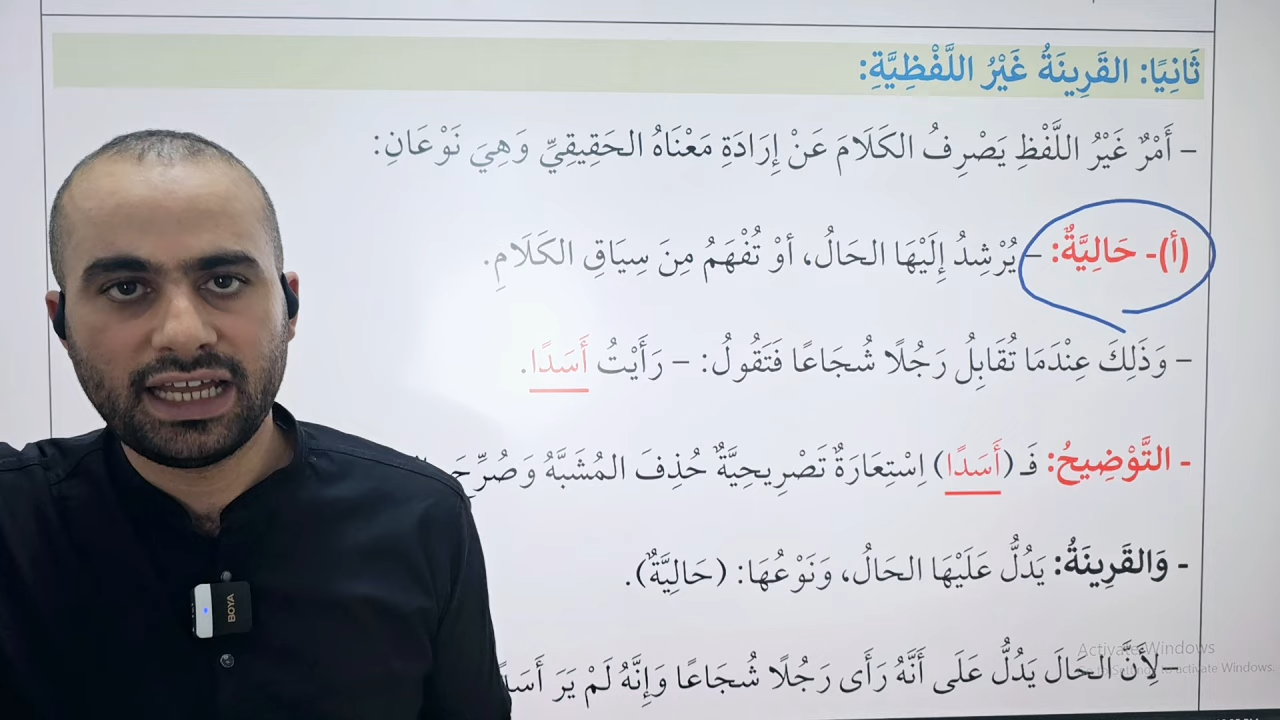 ثَانِيًا: القَرِينَةُ غَيْرُ اللَّفْظِيَّةِ:
- أَمْرٌ غَيْرُ اللَّفْظِ يَصْرِفُ الكَلَامَ عَنْ إِرَادَةِ مَعْنَاهُ الحَقِيقِيِّ وَهِيَ نَوْعَانِ:
(أ)- حَالِيَّةٌ: - يُرْشِدُ إِلَيْهَا الحَالُ، أوْ تُفْهَمُ مِنَ سِيَاقِ الكَلَامِ.
- وَذَلِكَ عِنْدَمَا تُقَابِلُ رَجُلًا شُجَاعًا فَتَقُولُ: - رَأَيْتُ أَسَدًا.
- التَّوْضِيحُ: فَـ (أَسَدًا) اِسْتِعَارَةٌ تَصْرِيحِيَّةٌ حُذِفَ المُشَبَّهُ وَصُرِّحَ
- وَالقَرِينَةُ: يَدُلُّ عَلَيْهَا الحَالُ، وَنَوْعُهَا: (حَالِيَّةٌ).
- لِأَنَّ الحَالَ يَدُلُّ عَلَى أَنَّهُ رَأَى رَجُلًا شُجَاعًا وَإِنَّهُ لَمْ يَرَ أَسَدًا
BOYA
Activate Windows